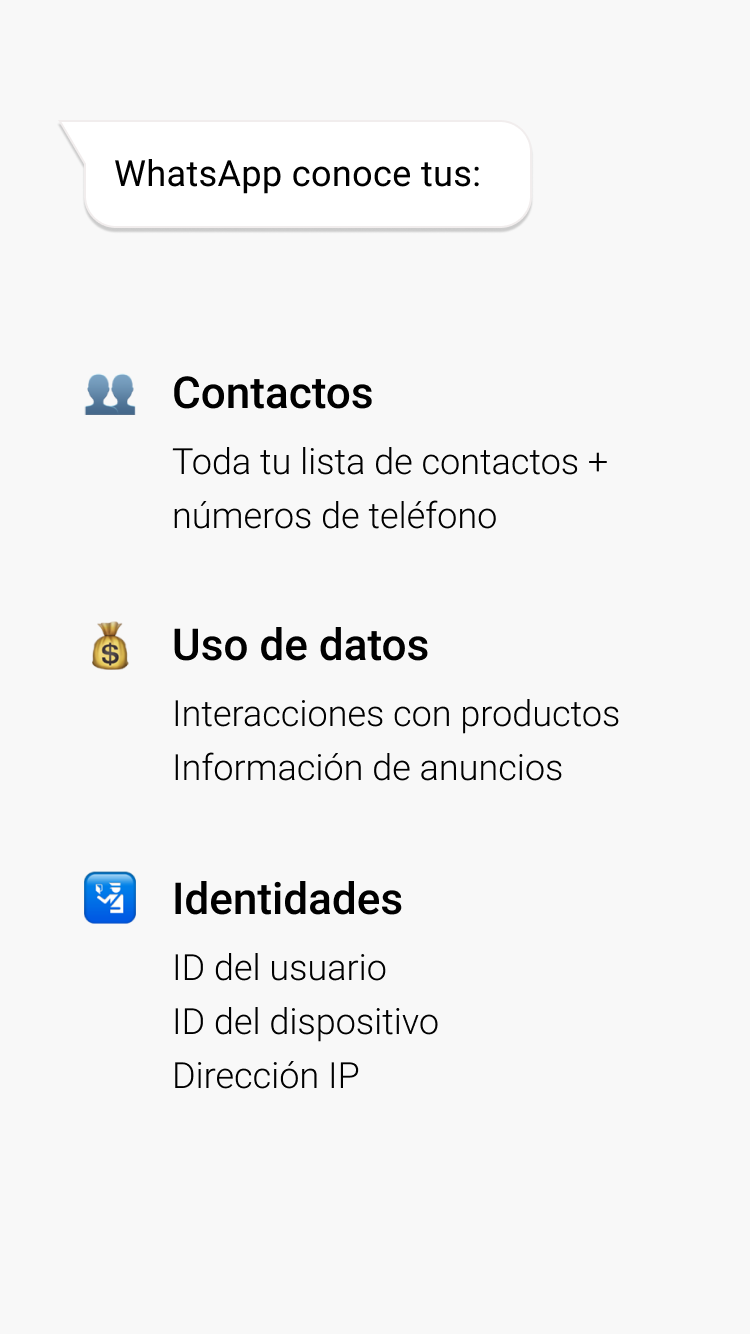 WhatsApp conoce tus:
Contactos
Toda tu lista de contactos +
números de teléfono
$
Uso de datos
Interacciones con productos
Información de anuncios
Identidades
ID del usuario
ID del dispositivo
Dirección IP